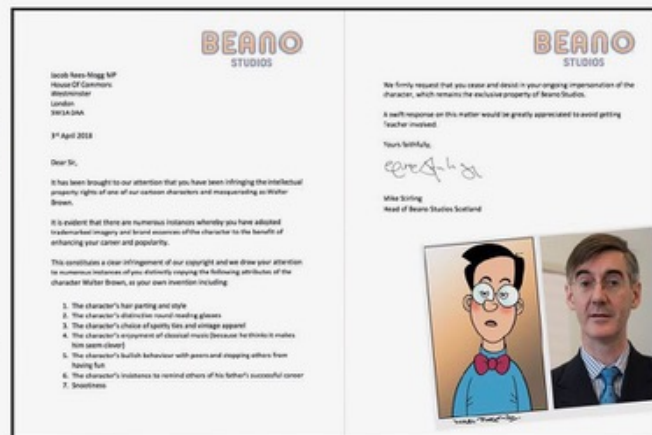 BEANO
STUDIOS
Jacob Rees-Mogg MP
House Of Commons
Westminster
London
SW1A 0AA
3rd April 2018
Dear Sir,
It has been brought to our attention that you have been infringing the intellectual
property rights of one of our cartoon characters and masquerading as Walter
Brown.
It is evident that there are numerous instances whereby you have adopted
trademarked imagery and brand essences of the character to the benefit of
enhancing your career and popularity.
This constitutes a clear infringement of our copyright and we draw your attention
to numerous instances of you distinctly copying the following attributes of the
character Walter Brown, as your own invention including:
1. The character's hair parting and style
2. The character's distinctive round reading glasses
3. The character's choice of spotty ties and vintage apparel
4. The character's enjoyment of classical music (because he thinks it makes
him seem clever)
5. The character's bullish behaviour with peers and stopping others from
having fun
6. The character's insistence to remind others of his father's successful career
7. Snootiness
BEANO
STUDIOS
We firmly request that you cease and desist in your ongoing impersonation of the
character, which remains the exclusive property of Beano Studios.
A swift response on this matter would be greatly appreciated to avoid getting
Teacher involved.
Yours faithfully,
Mike Stirling
Head of Beano Studios Scotland